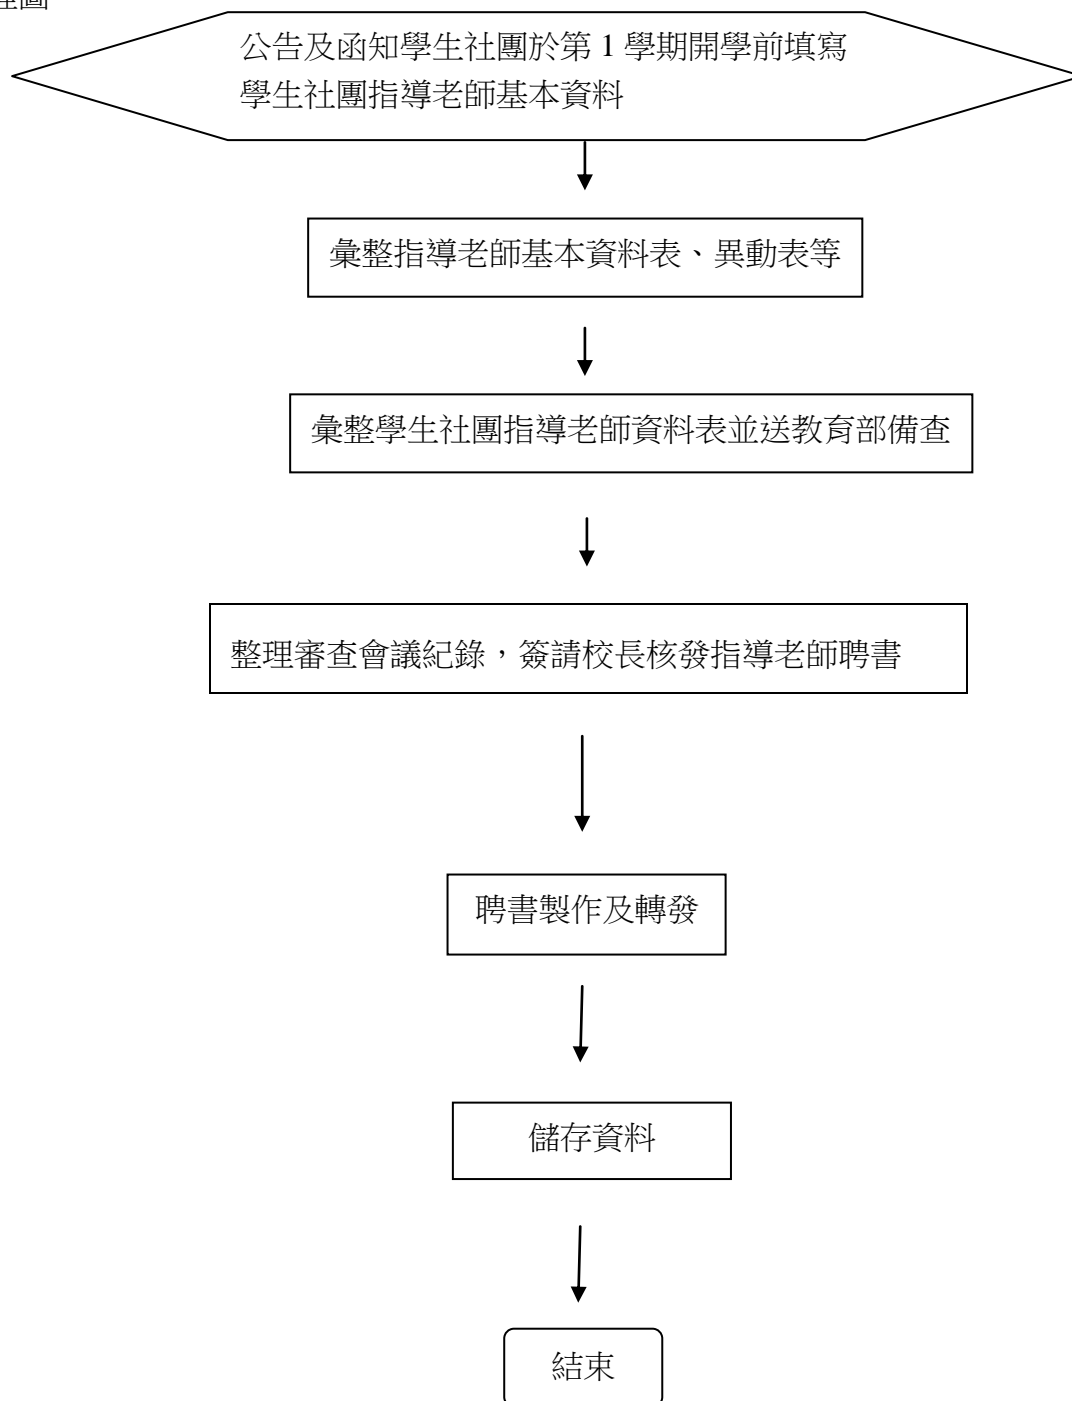 程圖
公告及函知學生社團於第 1 學期開學前填寫
學生社團指導老師基本資料
彙整指導老師基本資料表、異動表等
彙整學生社團指導老師資料表並送教育部備查
整理審查會議紀錄，簽請校長核發指導老師聘書
聘書製作及轉發
儲存資料
結束